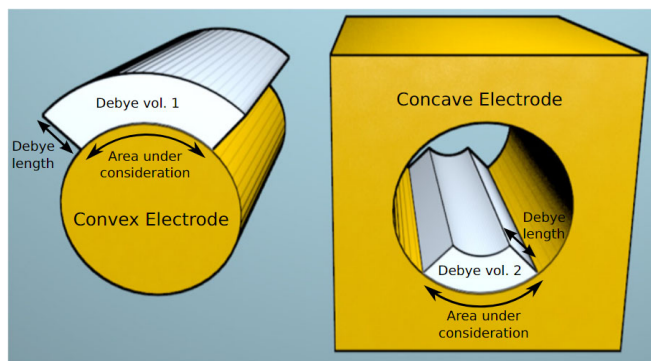 Debye vol. 1
Debye
length
Area under
consideration
Convex Electrode
Concave Electrode
Debye
length
Debye vol. 2
Area under
consideration